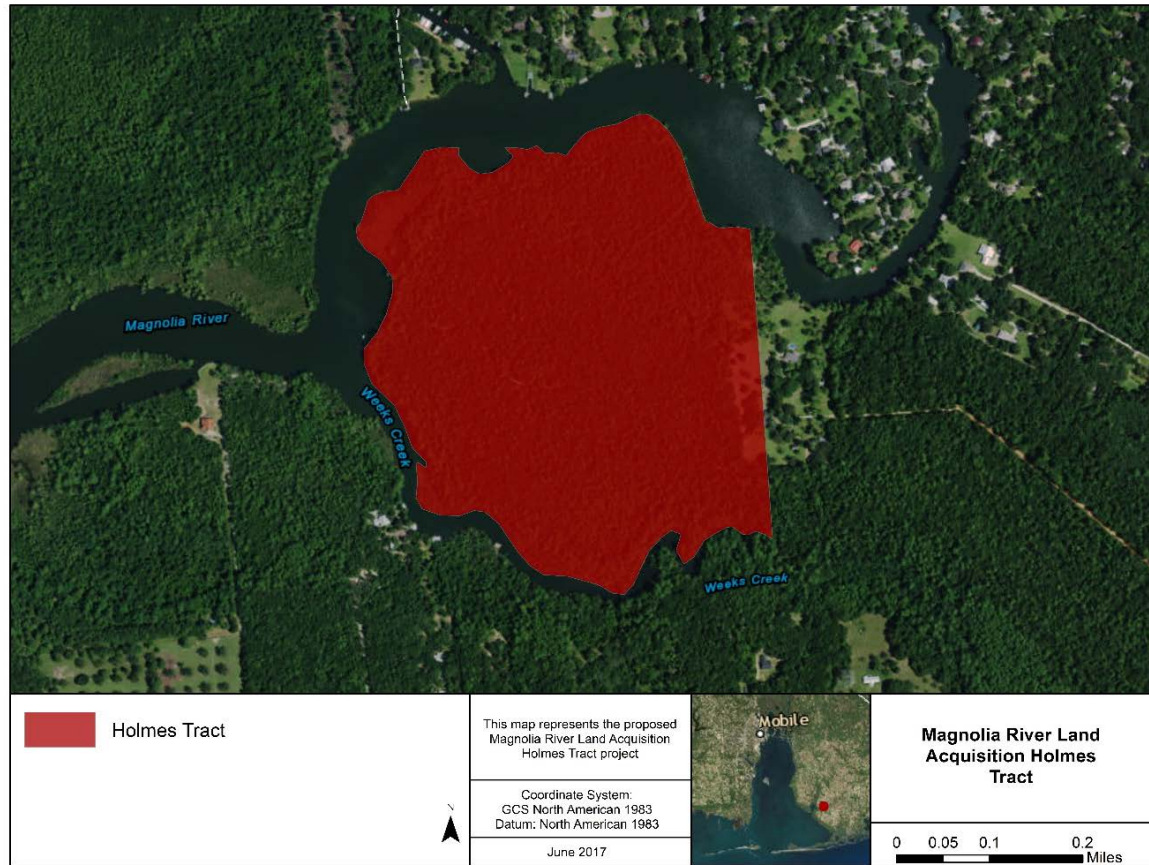 Magnolia River
Weeks Creek
Weeks Creek
Holmes Tract
N
This map represents the proposed
Magnolia River Land Acquisition
Holmes Tract project
Coordinate System:
GCS North American 1983
Datum: North American 1983
June 2017
Mobile
Magnolia River Land
Acquisition Holmes
Tract
0 0.05 0.1 0.2
Miles